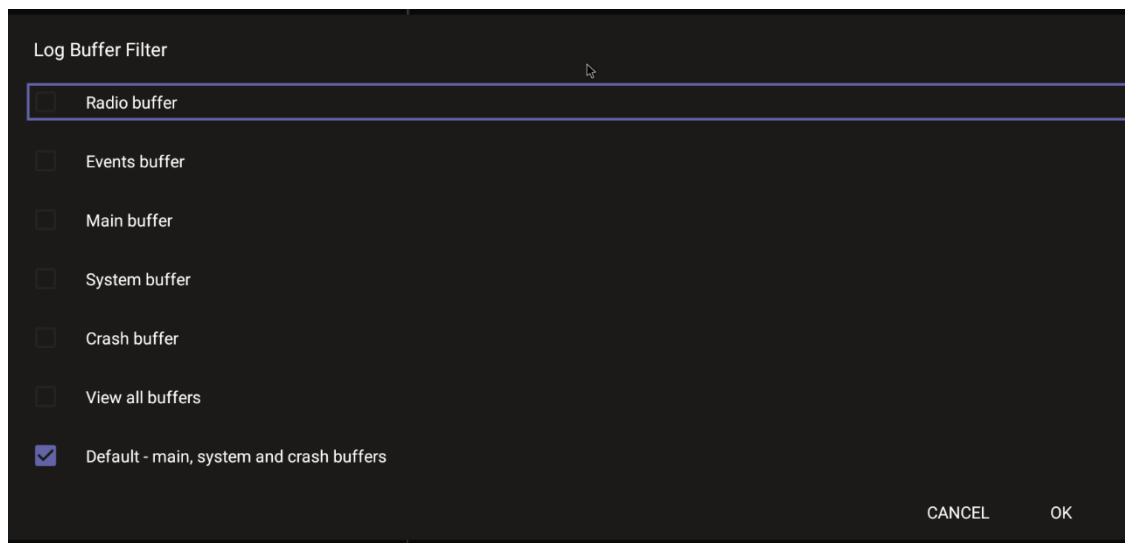 Log Buffer Filter
Radio buffer
Events buffer
Main buffer
System buffer
Crash buffer
View all buffers
Default - main, system and crash buffers
CANCEL OK